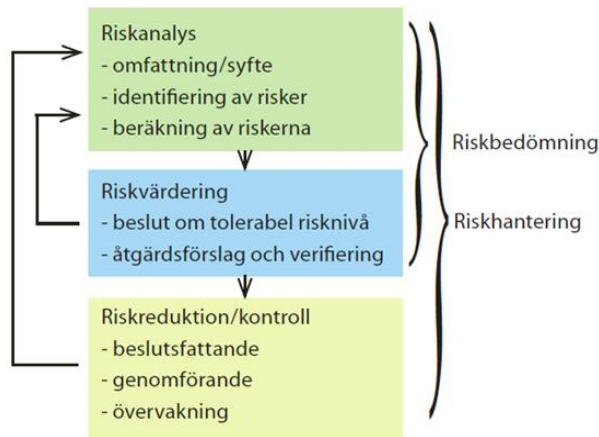 Riskanalys
- omfattning/syfte
- identifiering av risker
- beräkning av riskerna
Riskvärdering
- beslut om tolerabel risknivå
- åtgärdsförslag och verifiering
Riskreduktion/kontroll
- beslutsfattande
- genomförande
- övervakning
Riskbedömning
Riskhantering